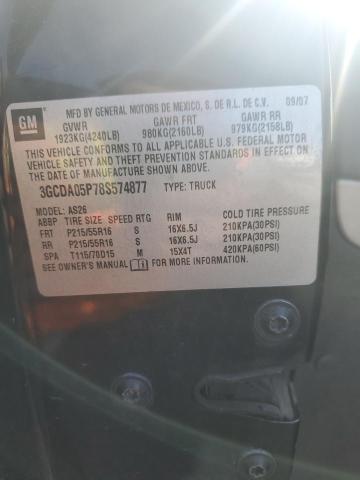 GM
MFD BY GENERAL MOTORS DE MEXICO, S. DE R.L. DE C.V. 09/07
GVWR GAWR FRT GAWR RR
1923KG(4240LB) 980KG(2160LB) 979KG(2158LB)
THIS VEHICLE CONFORMS TO ALL APPLICABLE U.S. FEDERAL MOTOR
VEHICLE SAFETY, AND THEFT PREVENTION STANDARDS IN EFFECT
ON THE DATE OF MANUFACTURE SHOWN ABOVE.
3GCDA05P78S574877 TYPE: TRUCK
MODEL: AS26
ABBP TIRE SIZE SPEED RTG RIM COLD TIRE PRESSURE
FRT P215/55R16 S 16X6.5J 210KPA(30PSI)
RR P215/55R16 S 16X6.5J 210KPA(30PSI)
SPA T115/70D15 M 15X4T 420KPA(60PSI)
SEE OWNER'S MANUAL FOR MORE INFORMATION.